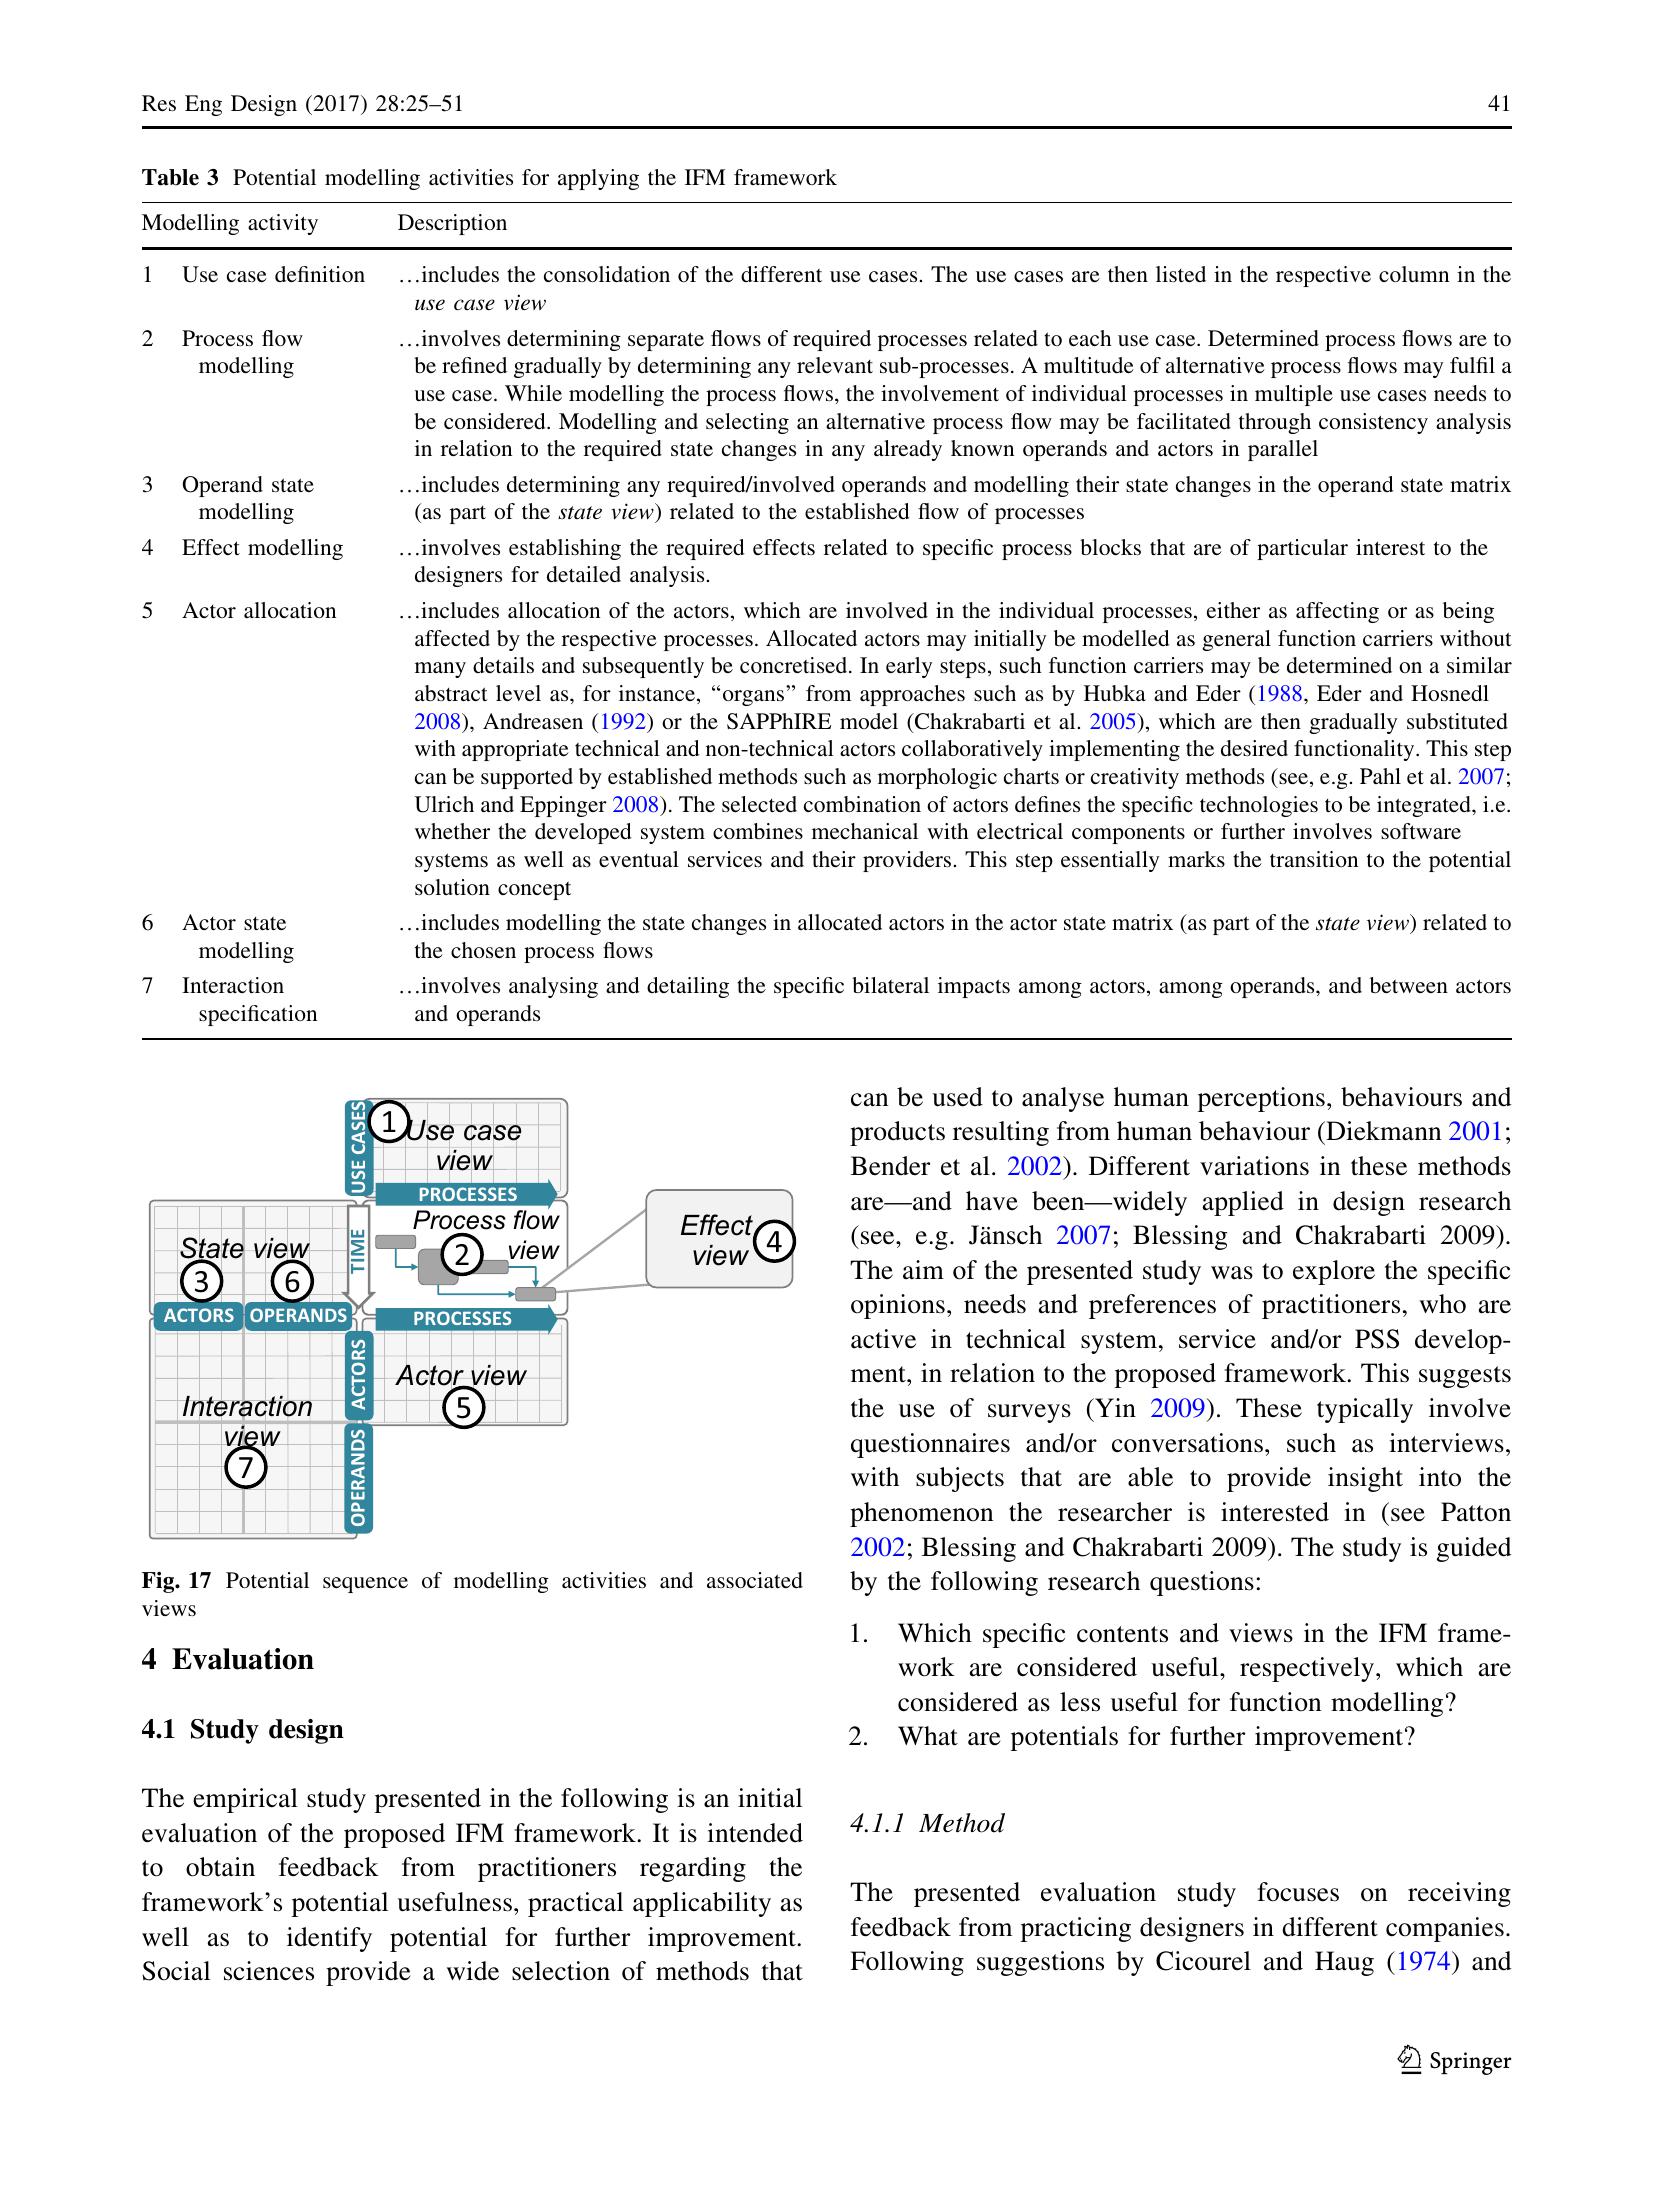 Res Eng Design (2017) 28:25–51 41
Table 3 Potential modelling activities for applying the IFM framework
Modelling activity Description
1 Use case definition …includes the consolidation of the different use cases. The use cases are then listed in the respective column in the
use case view
2 Process flow …involves determining separate flows of required processes related to each use case. Determined process flows are to
modelling be refined gradually by determining any relevant sub-processes. A multitude of alternative process flows may fulfil a
use case. While modelling the process flows, the involvement of individual processes in multiple use cases needs to
be considered. Modelling and selecting an alternative process flow may be facilitated through consistency analysis
in relation to the required state changes in any already known operands and actors in parallel
3 Operand state …includes determining any required/involved operands and modelling their state changes in the operand state matrix
modelling (as part of the state view) related to the established flow of processes
4 Effect modelling …involves establishing the required effects related to specific process blocks that are of particular interest to the
designers for detailed analysis.
5 Actor allocation …includes allocation of the actors, which are involved in the individual processes, either as affecting or as being
affected by the respective processes. Allocated actors may initially be modelled as general function carriers without
many details and subsequently be concretised. In early steps, such function carriers may be determined on a similar
abstract level as, for instance, “organs” from approaches such as by Hubka and Eder (1988, Eder and Hosnedl
2008), Andreasen (1992) or the SAPPhIRE model (Chakrabarti et al. 2005), which are then gradually substituted
with appropriate technical and non-technical actors collaboratively implementing the desired functionality. This step
can be supported by established methods such as morphologic charts or creativity methods (see, e.g. Pahl et al. 2007;
Ulrich and Eppinger 2008). The selected combination of actors defines the specific technologies to be integrated, i.e.
whether the developed system combines mechanical with electrical components or further involves software
systems as well as eventual services and their providers. This step essentially marks the transition to the potential
solution concept
6 Actor state …includes modelling the state changes in allocated actors in the actor state matrix (as part of the state view) related to
modelling the chosen process flows
7 Interaction …involves analysing and detailing the specific bilateral impacts among actors, among operands, and between actors
specification and operands
USE CASES
1
Use case
view
PROCESSES
State view
3 6
ACTORS OPERANDS
TIME
Process flow
2 view
PROCESSES
Effect
view 4
ACTORS
Actor view
5
Interaction
view
7
OPERANDS
Fig. 17 Potential sequence of modelling activities and associated
views
4 Evaluation
4.1 Study design
The empirical study presented in the following is an initial
evaluation of the proposed IFM framework. It is intended
to obtain feedback from practitioners regarding the
framework’s potential usefulness, practical applicability as
well as to identify potential for further improvement.
Social sciences provide a wide selection of methods that
can be used to analyse human perceptions, behaviours and
products resulting from human behaviour (Diekmann 2001;
Bender et al. 2002). Different variations in these methods
are—and have been—widely applied in design research
(see, e.g. Jänsch 2007; Blessing and Chakrabarti 2009).
The aim of the presented study was to explore the specific
opinions, needs and preferences of practitioners, who are
active in technical system, service and/or PSS develop-
ment, in relation to the proposed framework. This suggests
the use of surveys (Yin 2009). These typically involve
questionnaires and/or conversations, such as interviews,
with subjects that are able to provide insight into the
phenomenon the researcher is interested in (see Patton
2002; Blessing and Chakrabarti 2009). The study is guided
by the following research questions:
1. Which specific contents and views in the IFM frame-
work are considered useful, respectively, which are
considered as less useful for function modelling?
2. What are potentials for further improvement?
4.1.1 Method
The presented evaluation study focuses on receiving
feedback from practicing designers in different companies.
Following suggestions by Cicourel and Haug (1974) and
Springer